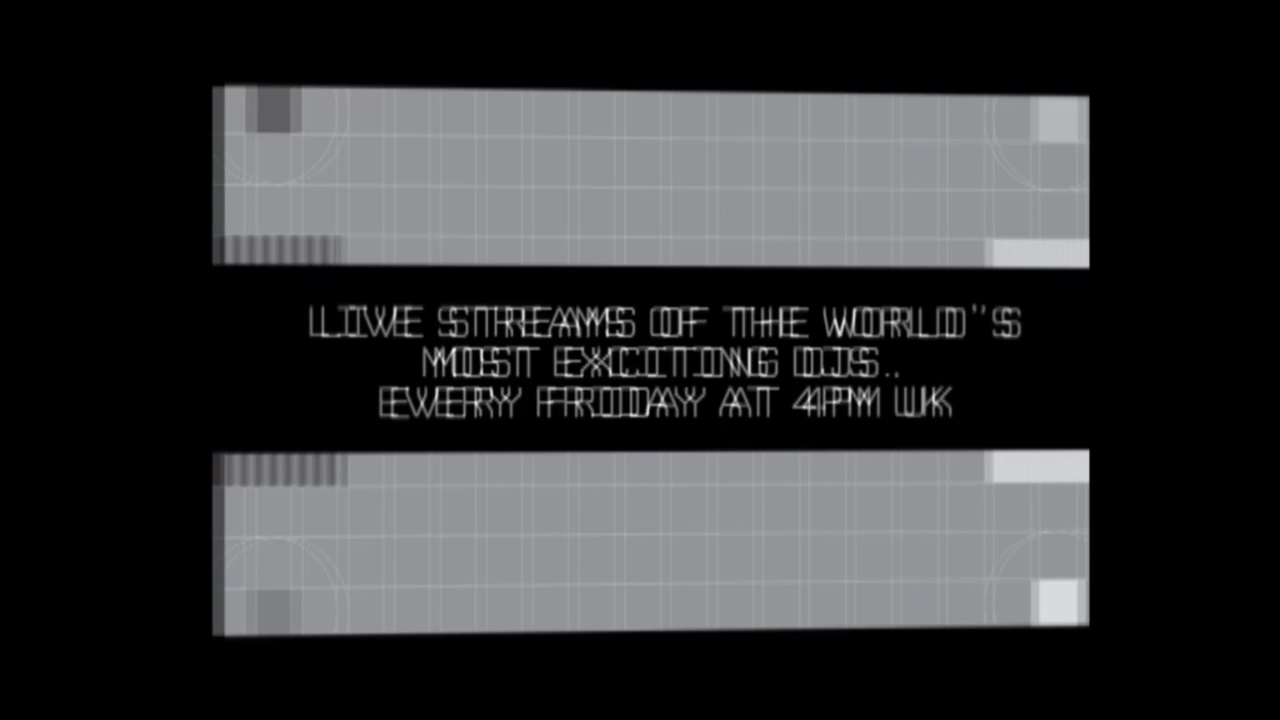 LIVE STREAMS OF THE WORLD'S
MOST EXCITING DJS..
EVERY FRIDAY AT 4PM UK